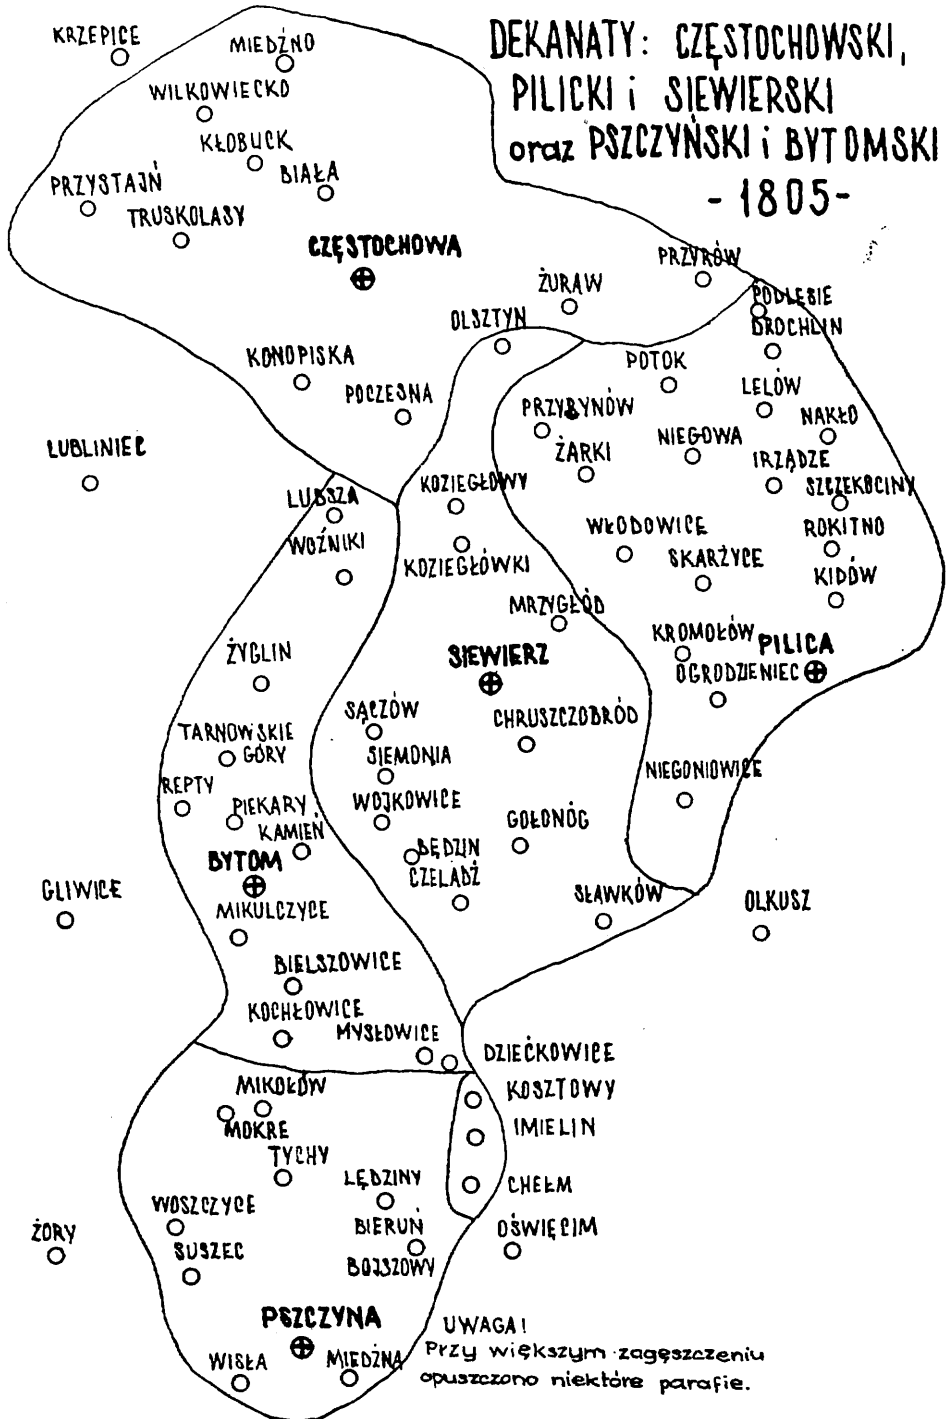 DEKANATY: CZĘSTOCHOWSKI,
PILICKI i SIEWIERSKI
oraz PSZCZYŃSKI i BYTOMSKI
- 1805 -
KRZEPICE
MIEDŹNO
WILKOWIECKO
KŁOBUCK
BIAŁA
PRZYSTAJŃ
TRUSKOLASY
CZĘSTOCHOWA
PRZYRÓW
ŻURAW
PODLESIE
OLSZTYN
DROCHLIN
KONOPISKA
POTOK
POCZESNA
LELÓW
PRZYBYNÓW
NAKŁO
NIEGOWA
LUBLINIEC
ŻARKI
IRZĄDZE
KOZIEGŁOWY
SZCZEKOCINY
LUBSZA
WŁODOWICE
ROKITNO
WOŹNIKI
SKARŻYCE
KOZIEGŁÓWKI
KIDÓW
MRZYGŁÓD
KROMOŁÓW
PILICA
ŻYGLIN
SIEWIERZ
OGRODZIENIEC
SĄCZÓW
CHRUSZCZOBRÓD
TARNOWSKIE
GÓRY
SIEMONIA
NIEGONIOWICE
REPTY
PIEKARY
WOJKOWICE
KAMIEŃ
GOŁONÓG
BĘDZIN
BYTOM
CZELADŹ
GLIWICE
SŁAWKÓW
OLKUSZ
MIKULCZYCE
BIELSZOWICE
KOCHŁOWICE
MYSŁOWICE
DZIEĆKOWICE
MIKOŁÓW
KOSZTOWY
MOKRE
IMIELIN
TYCHY
LĘDZINY
CHEŁM
WOSZCZYCE
ŻORY
BIERUŃ
OŚWIĘCIM
SUSZEC
BOJSZOWY
PSZCZYNA
UWAGA!
WISŁA
MIEDŹNA
Przy większym zagęszczeniu
opuszczono niektóre parafie.